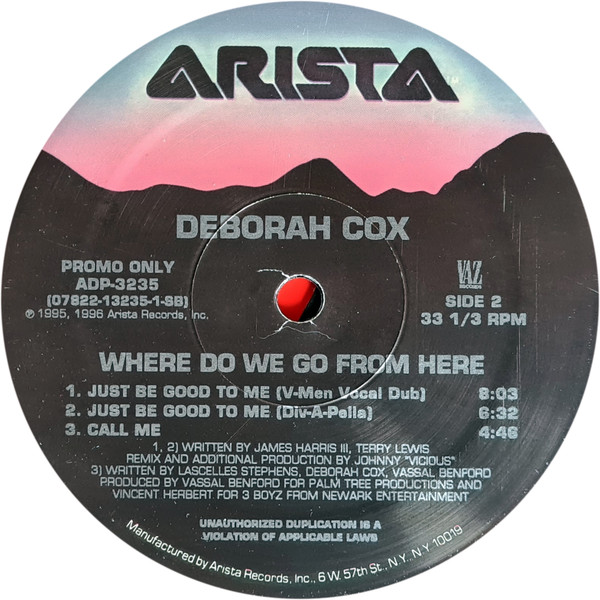 ARISTA
TM
DEBORAH COX
PROMO ONLY
ADP-3235
(07822-13235-1-SB)
℗ 1995, 1996 Arista Records, Inc.
VAZ
SIDE 2
33 1/3 RPM
WHERE DO WE GO FROM HERE
1. JUST BE GOOD TO ME (V-Men Vocal Dub) 8:03
2. JUST BE GOOD TO ME (Div-A-Pella) 6:32
3. CALL ME 4:46
1, 2) WRITTEN BY JAMES HARRIS III, TERRY LEWIS
REMIX AND ADDITIONAL PRODUCTION BY JOHNNY "VICIOUS"
3) WRITTEN BY LASCELLES STEPHENS, DEBORAH COX, VASSAL BENFORD
PRODUCED BY VASSAL BENFORD FOR PALM TREE PRODUCTIONS AND
VINCENT HERBERT FOR 3 BOYZ FROM NEWARK ENTERTAINMENT
UNAUTHORIZED DUPLICATION IS A
VIOLATION OF APPLICABLE LAWS
Manufactured by Arista Records, Inc., 6 W. 57th St., N.Y., N.Y 10019